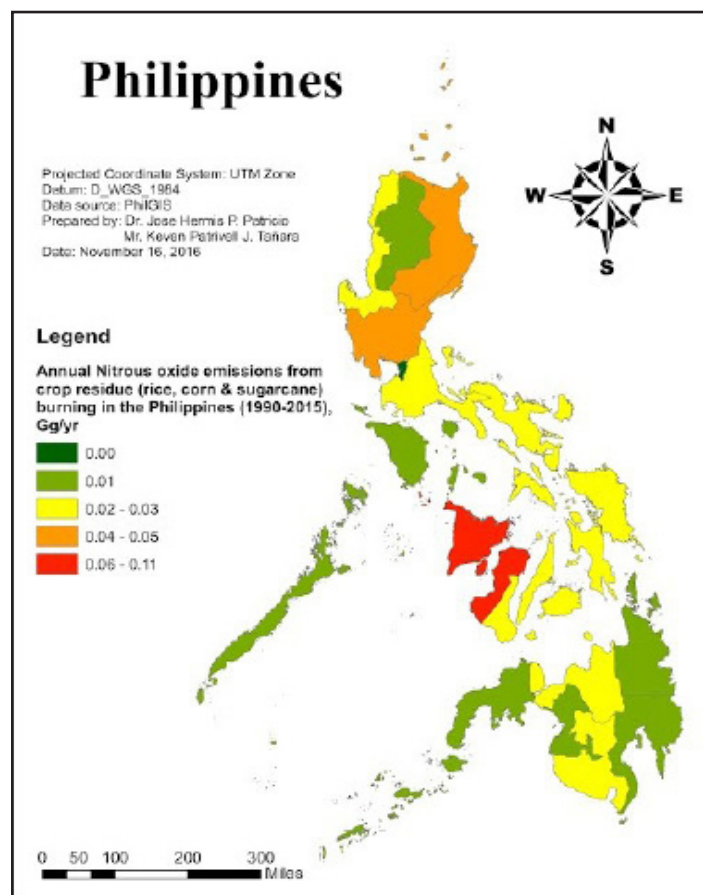 Philippines
N
W
E
S
Projected Coordinate System: UTM Zone
Datum: D_WGS_1984
Data source: PhilGIS
Prepared by: Dr. Jose Hermis P. Patricio
Mr. Keven Patrivell J. Tañara
Date: November 16, 2016
Legend
Annual Nitrous oxide emissions from
crop residue (rice, corn & sugarcane)
burning in the Philippines (1990-2015),
Gg/yr
0.00
0.01
0.02 - 0.03
0.04 - 0.05
0.06 - 0.11
0 50 100 200 300
Miles